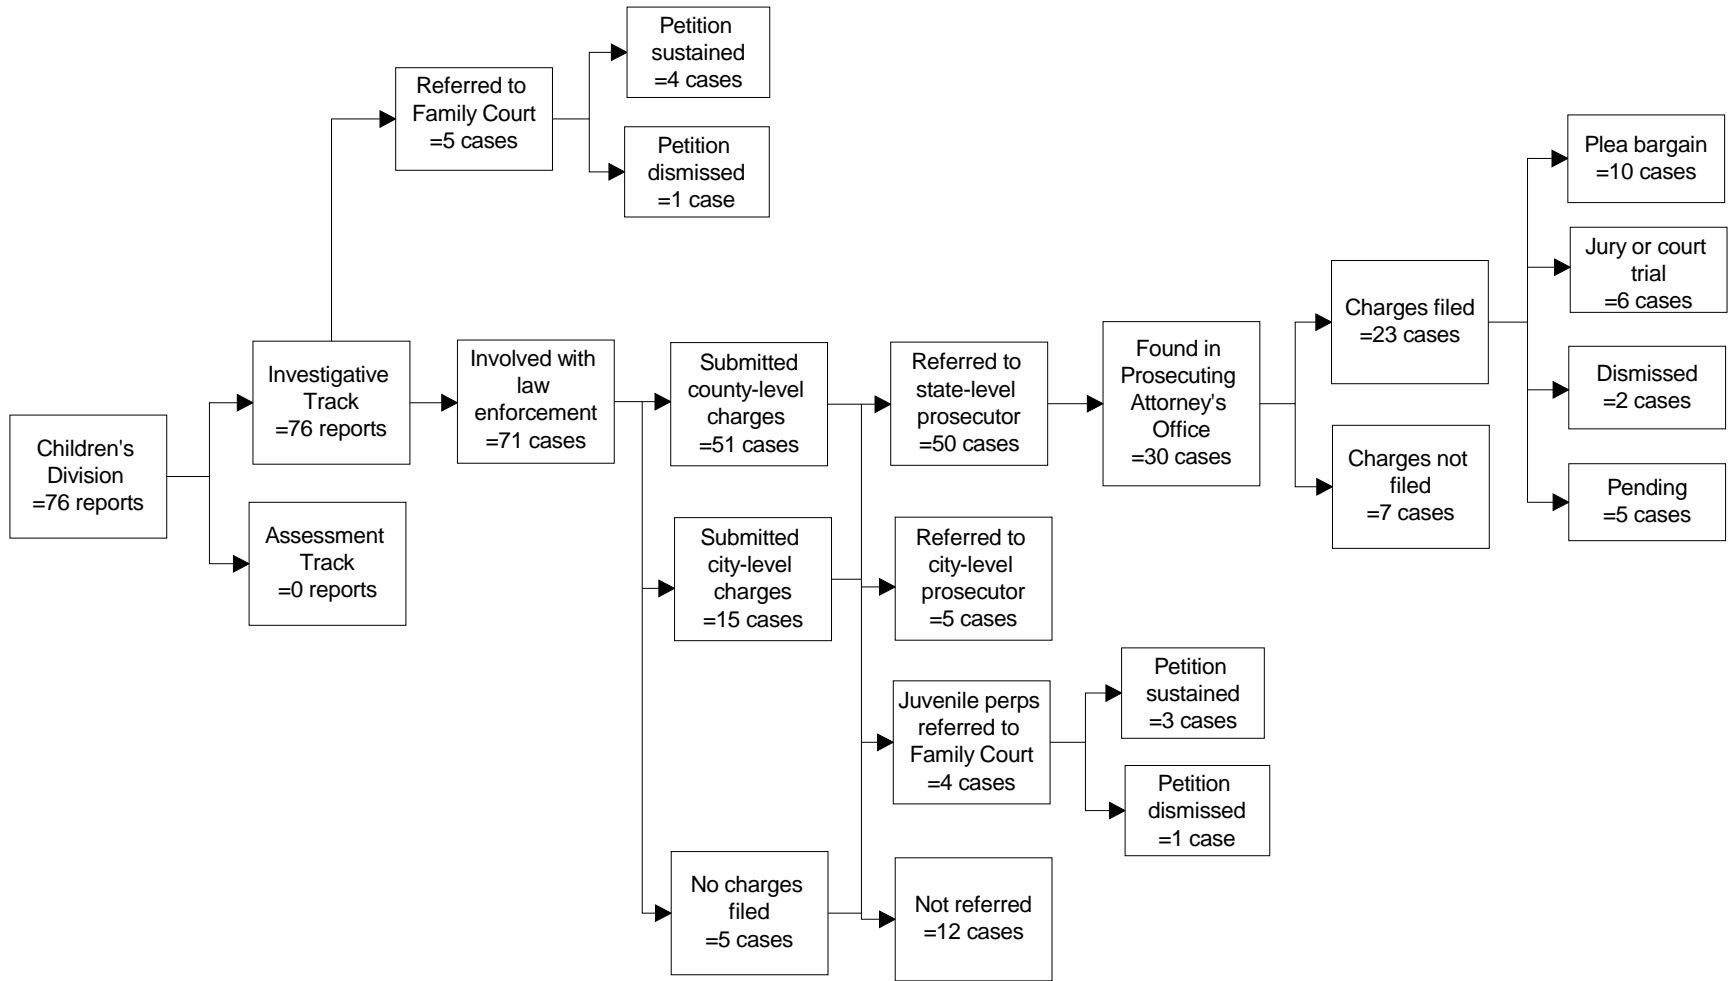 Children's
Division
=76 reports
Investigative
Track
=76 reports
Assessment
Track
=0 reports
Referred to
Family Court
=5 cases
Petition
sustained
=4 cases
Petition
dismissed
=1 case
Involved with
law
enforcement
=71 cases
Submitted
county-level
charges
=51 cases
Submitted
city-level
charges
=15 cases
No charges
filed
=5 cases
Referred to
state-level
prosecutor
=50 cases
Referred to
city-level
prosecutor
=5 cases
Juvenile perps
referred to
Family Court
=4 cases
Not referred
=12 cases
Petition
sustained
=3 cases
Petition
dismissed
=1 case
Found in
Prosecuting
Attorney's
Office
=30 cases
Charges filed
=23 cases
Charges not
filed
=7 cases
Plea bargain
=10 cases
Jury or court
trial
=6 cases
Dismissed
=2 cases
Pending
=5 cases